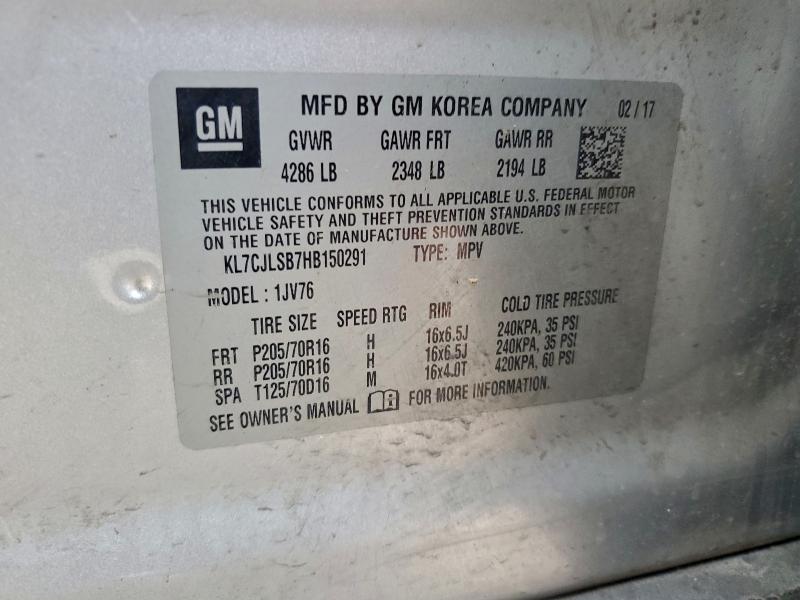 GM
MFD BY GM KOREA COMPANY 02 / 17
GVWR GAWR FRT GAWR RR
4286 LB 2348 LB 2194 LB
THIS VEHICLE CONFORMS TO ALL APPLICABLE U.S. FEDERAL MOTOR
VEHICLE SAFETY AND THEFT PREVENTION STANDARDS IN EFFECT
ON THE DATE OF MANUFACTURE SHOWN ABOVE.
KL7CJLSB7HB150291 TYPE: MPV
MODEL : 1JV76
TIRE SIZE SPEED RTG RIM COLD TIRE PRESSURE
FRT P205/70R16 H 16x6.5J 240KPA, 35 PSI
RR P205/70R16 H 16x6.5J 240KPA, 35 PSI
SPA T125/70D16 M 16x4.0T 420KPA, 60 PSI
SEE OWNER'S MANUAL FOR MORE INFORMATION.